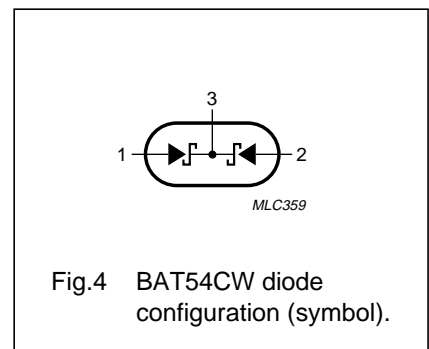 3
1 2
MLC359
Fig.4 BAT54CW diode
configuration (symbol).